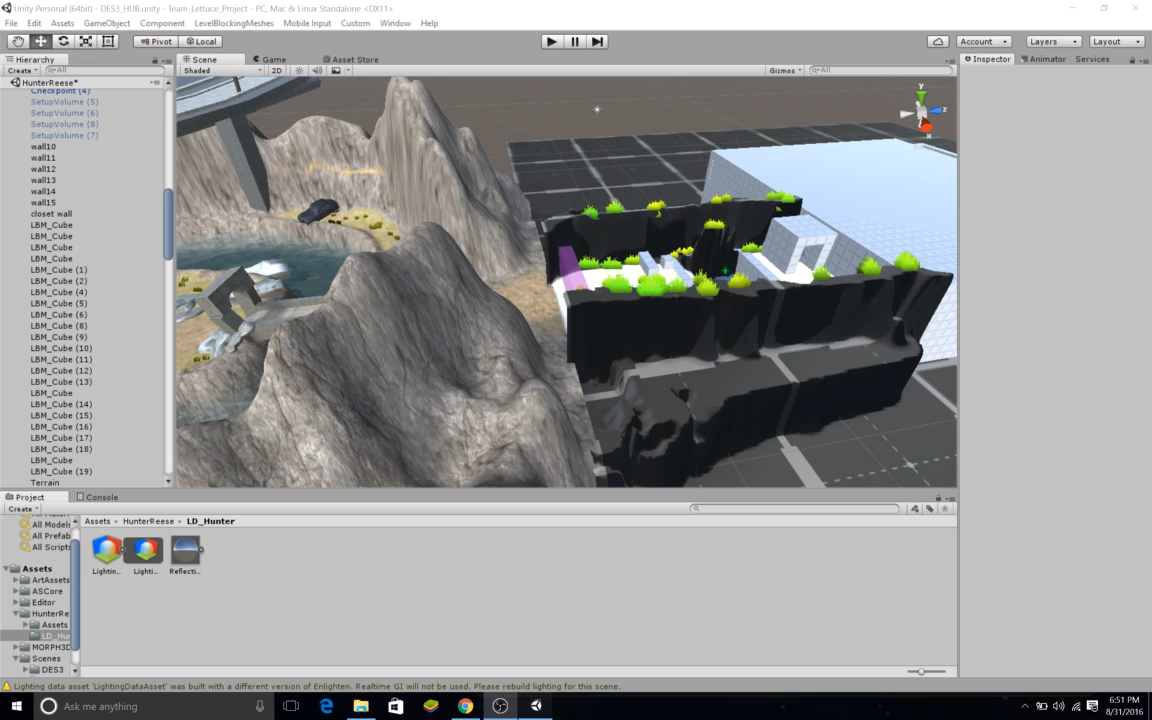 Unity Personal (64bit) - DES3_HUB.unity - Team_Lettuce_Project - PC, Mac & Linux Standalone <DX11>
File Edit Assets GameObject Component LevelBlockingMeshes Mobile Input Custom Window Help
Pivot Local Account Layers Layout
Hierarchy Scene Game Asset Store Inspector Animator Services
Create All Shaded 2D Gizmos All
HunterReese*
Checkpoint (4)
SetupVolume (5)
SetupVolume (6)
SetupVolume (8)
SetupVolume (7)
wall10
wall11
wall12
wall13
wall14
wall15
closet wall
LBM_Cube
LBM_Cube
LBM_Cube
LBM_Cube
LBM_Cube (1)
LBM_Cube (2)
LBM_Cube (4)
LBM_Cube (5)
LBM_Cube (6)
LBM_Cube (8)
LBM_Cube (9)
LBM_Cube (10)
LBM_Cube (11)
LBM_Cube (12)
LBM_Cube (13)
LBM_Cube
LBM_Cube (14)
LBM_Cube (15)
LBM_Cube (16)
LBM_Cube (17)
LBM_Cube (18)
LBM_Cube
LBM_Cube (19)
Terrain
y
z
x
Project Console
Create
All Models
All Prefab
All Scripts
Assets
ArtAssets
ASCore
Editor
HunterRe
Assets
LD_Hun
MORPH3D
Scenes
DES3
Assets HunterReese LD_Hunter
Lightin... Lighti... Reflecti...
Lighting data asset 'LightingDataAsset' was built with a different version of Enlighten. Realtime GI will not be used. Please rebuild lighting for this scene.
Ask me anything
6:51 PM
8/31/2016